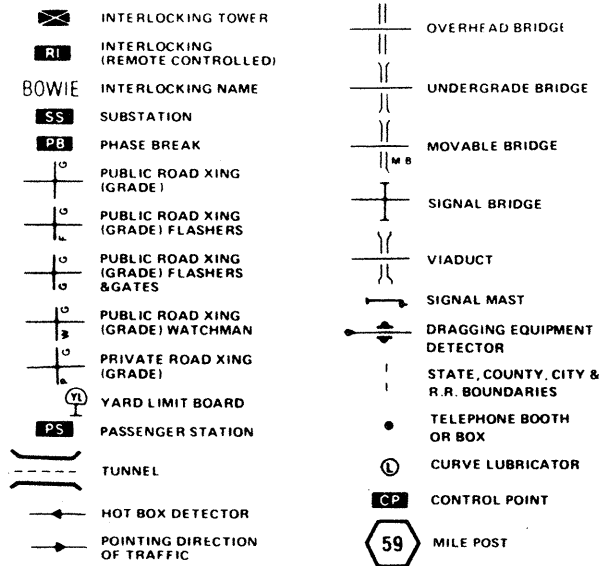 INTERLOCKING TOWER
RI INTERLOCKING
(REMOTE CONTROLLED)
BOWIE INTERLOCKING NAME
SS SUBSTATION
PB PHASE BREAK
G PUBLIC ROAD XING
(GRADE)
G PUBLIC ROAD XING
F (GRADE) FLASHERS
G PUBLIC ROAD XING
G (GRADE) FLASHERS
&GATES
G PUBLIC ROAD XING
W (GRADE) WATCHMAN
G PRIVATE ROAD XING
P (GRADE)
YL YARD LIMIT BOARD
PS PASSENGER STATION
TUNNEL
HOT BOX DETECTOR
POINTING DIRECTION
OF TRAFFIC
OVERHEAD BRIDGE
UNDERGRADE BRIDGE
MOVABLE BRIDGE
M B
SIGNAL BRIDGE
VIADUCT
SIGNAL MAST
DRAGGING EQUIPMENT
DETECTOR
STATE, COUNTY, CITY &
R.R. BOUNDARIES
TELEPHONE BOOTH
OR BOX
L CURVE LUBRICATOR
CP CONTROL POINT
59 MILE POST